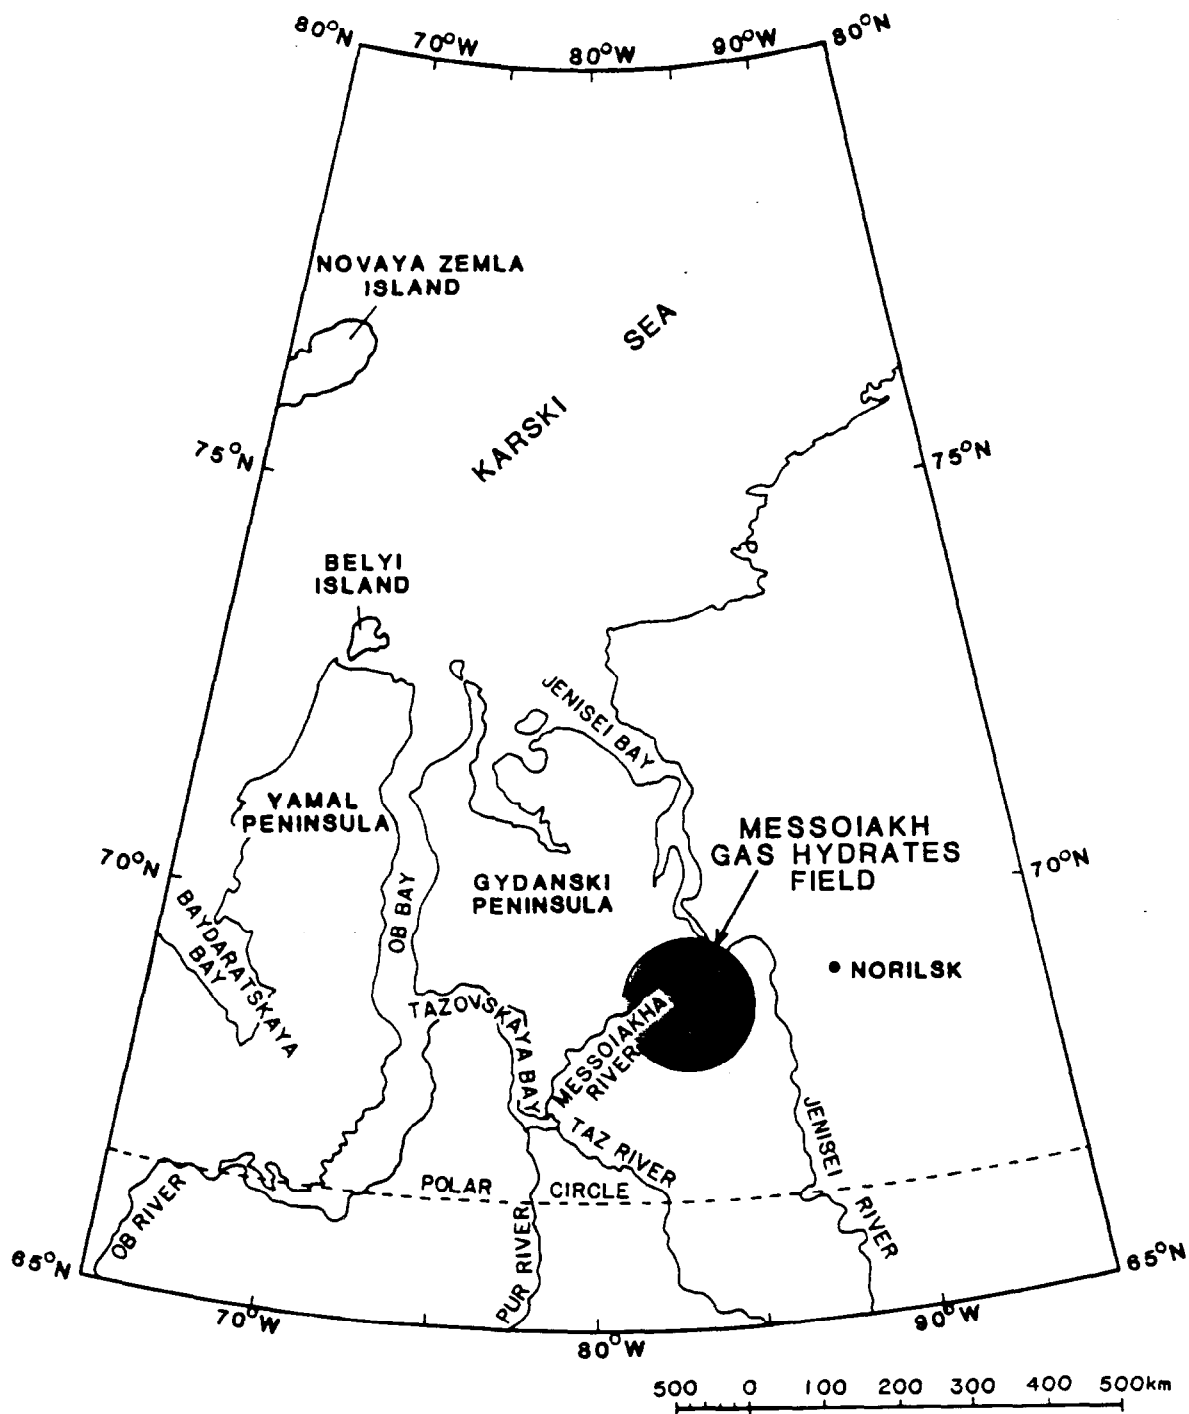 80°N
70°W
80°W
90°W
80°N
NOVAYA ZEMLA
ISLAND
KARSKI SEA
75°N
75°N
BELYI
ISLAND
JENISEI BAY
YAMAL
PENINSULA
MESSOIAKH
GAS HYDRATES
FIELD
70°N
70°N
GYDANSKI
PENINSULA
OB BAY
BAYDARATSKAYA
BAY
NORILSK
TAZOVSKAYA BAY
MESSOIAKHA
RIVER
TAZ RIVER
JENISEI RIVER
POLAR CIRCLE
OB RIVER
PUR RIVER
65°N
65°N
70°W
80°W
90°W
500 0 100 200 300 400 500km